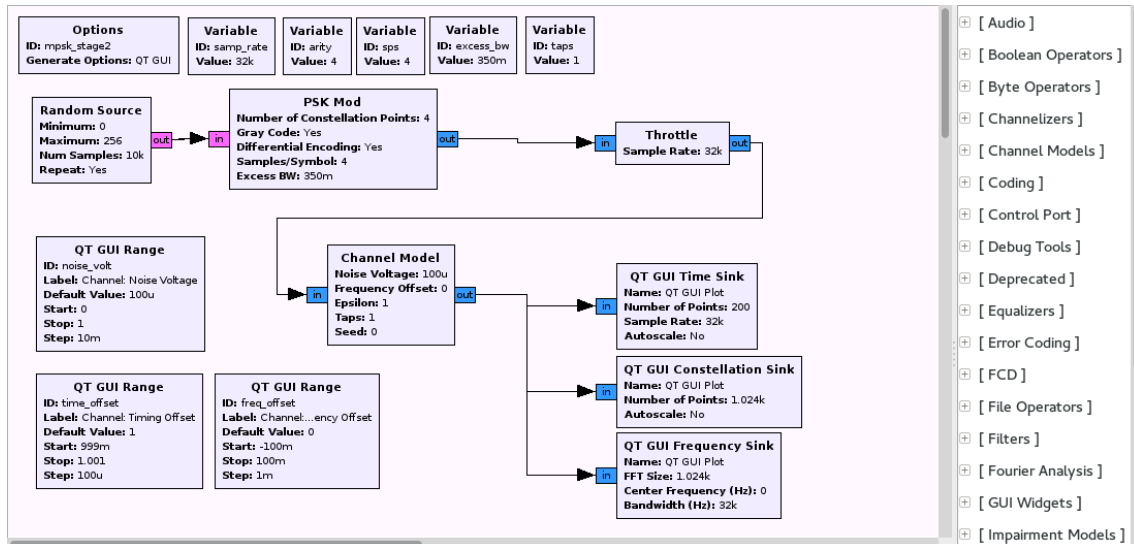 Options
ID: mpsk_stage2
Generate Options: QT GUI
Variable
ID: samp_rate
Value: 32k
Variable
ID: arity
Value: 4
Variable
ID: sps
Value: 4
Variable
ID: excess_bw
Value: 350m
Variable
ID: taps
Value: 1
Random Source
Minimum: 0
Maximum: 256
Num Samples: 10k
Repeat: Yes
out
in
PSK Mod
Number of Constellation Points: 4
Gray Code: Yes
Differential Encoding: Yes
Samples/Symbol: 4
Excess BW: 350m
out
in
Throttle
Sample Rate: 32k
out
QT GUI Range
ID: noise_volt
Label: Channel: Noise Voltage
Default Value: 100u
Start: 0
Stop: 1
Step: 10m
in
Channel Model
Noise Voltage: 100u
Frequency Offset: 0
Epsilon: 1
Taps: 1
Seed: 0
out
in
QT GUI Time Sink
Name: QT GUI Plot
Number of Points: 200
Sample Rate: 32k
Autoscale: No
QT GUI Range
ID: time_offset
Label: Channel: Timing Offset
Default Value: 1
Start: 999m
Stop: 1.001
Step: 100u
QT GUI Range
ID: freq_offset
Label: Channel:...ency Offset
Default Value: 0
Start: -100m
Stop: 100m
Step: 1m
in
QT GUI Constellation Sink
Name: QT GUI Plot
Number of Points: 1.024k
Autoscale: No
in
QT GUI Frequency Sink
Name: QT GUI Plot
FFT Size: 1.024k
Center Frequency (Hz): 0
Bandwidth (Hz): 32k
[ Audio ]
[ Boolean Operators ]
[ Byte Operators ]
[ Channelizers ]
[ Channel Models ]
[ Coding ]
[ Control Port ]
[ Debug Tools ]
[ Deprecated ]
[ Equalizers ]
[ Error Coding ]
[ FCD ]
[ File Operators ]
[ Filters ]
[ Fourier Analysis ]
[ GUI Widgets ]
[ Impairment Models ]